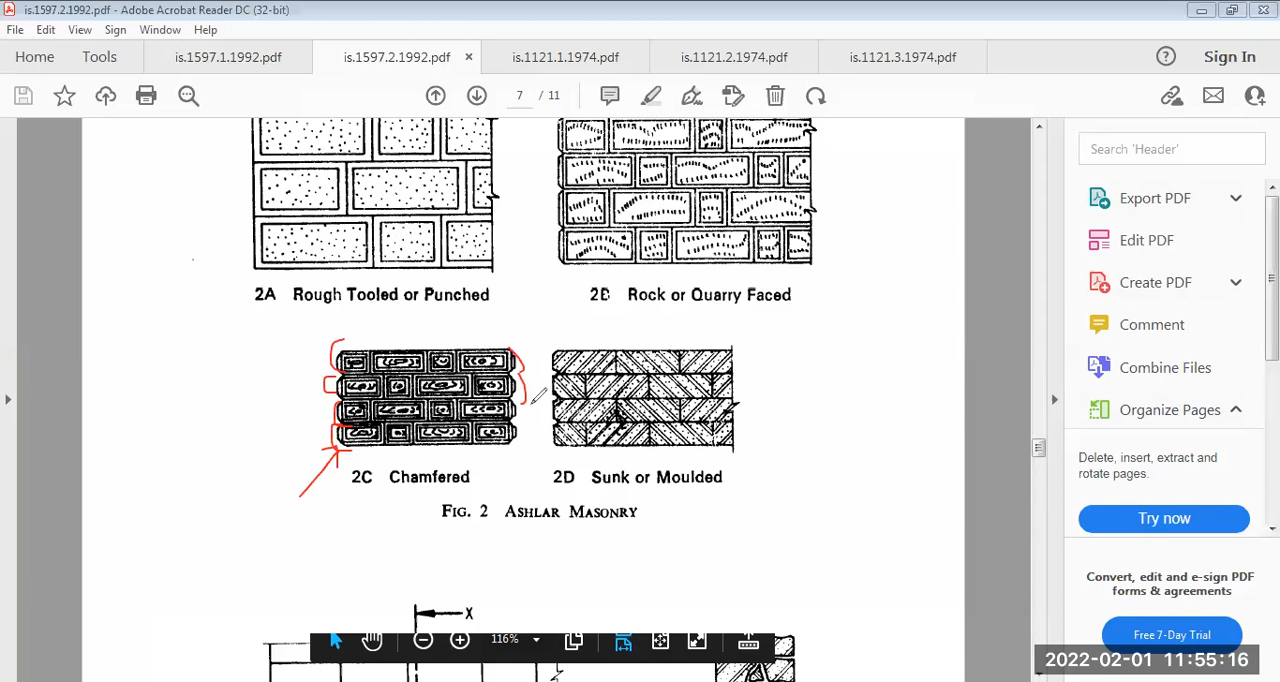 is.1597.2.1992.pdf - Adobe Acrobat Reader DC (32-bit)
File Edit View Sign Window Help
Home Tools is.1597.1.1992.pdf is.1597.2.1992.pdf × is.1121.1.1974.pdf is.1121.2.1974.pdf is.1121.3.1974.pdf Sign In
7 / 11
Search 'Header'
Export PDF
Edit PDF
Create PDF
Comment
Combine Files
Organize Pages
Delete, insert, extract and
rotate pages.
Try now
Convert, edit and e-sign PDF
forms & agreements
Free 7-Day Trial
2A Rough Tooled or Punched
2B Rock or Quarry Faced
2C Chamfered
2D Sunk or Moulded
FIG. 2 ASHLAR MASONRY
X
116%
2022-02-01 11:55:16